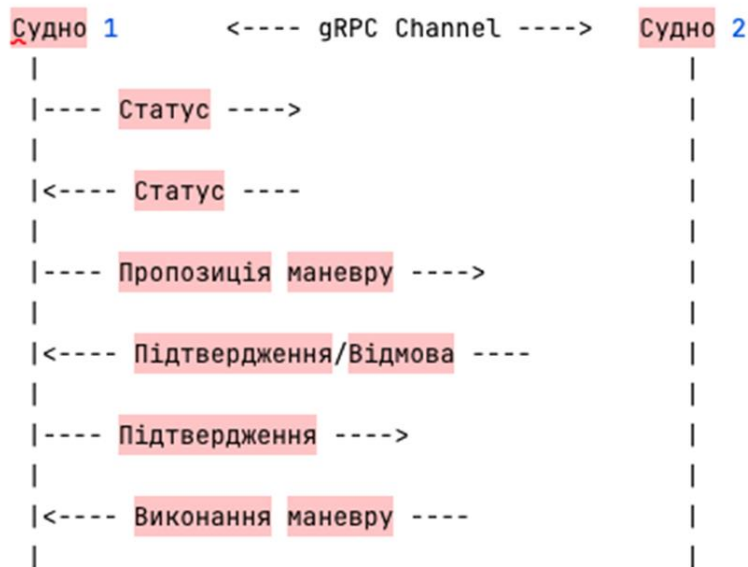 Судно 1 <---- gRPC Channel ----> Судно 2
| |
|---- Статус ----> |
| |
|<---- Статус ---- |
| |
|---- Пропозиція маневру ----> |
| |
|<---- Підтвердження/Відмова ---- |
| |
|---- Підтвердження ----> |
| |
|<---- Виконання маневру ---- |
| |